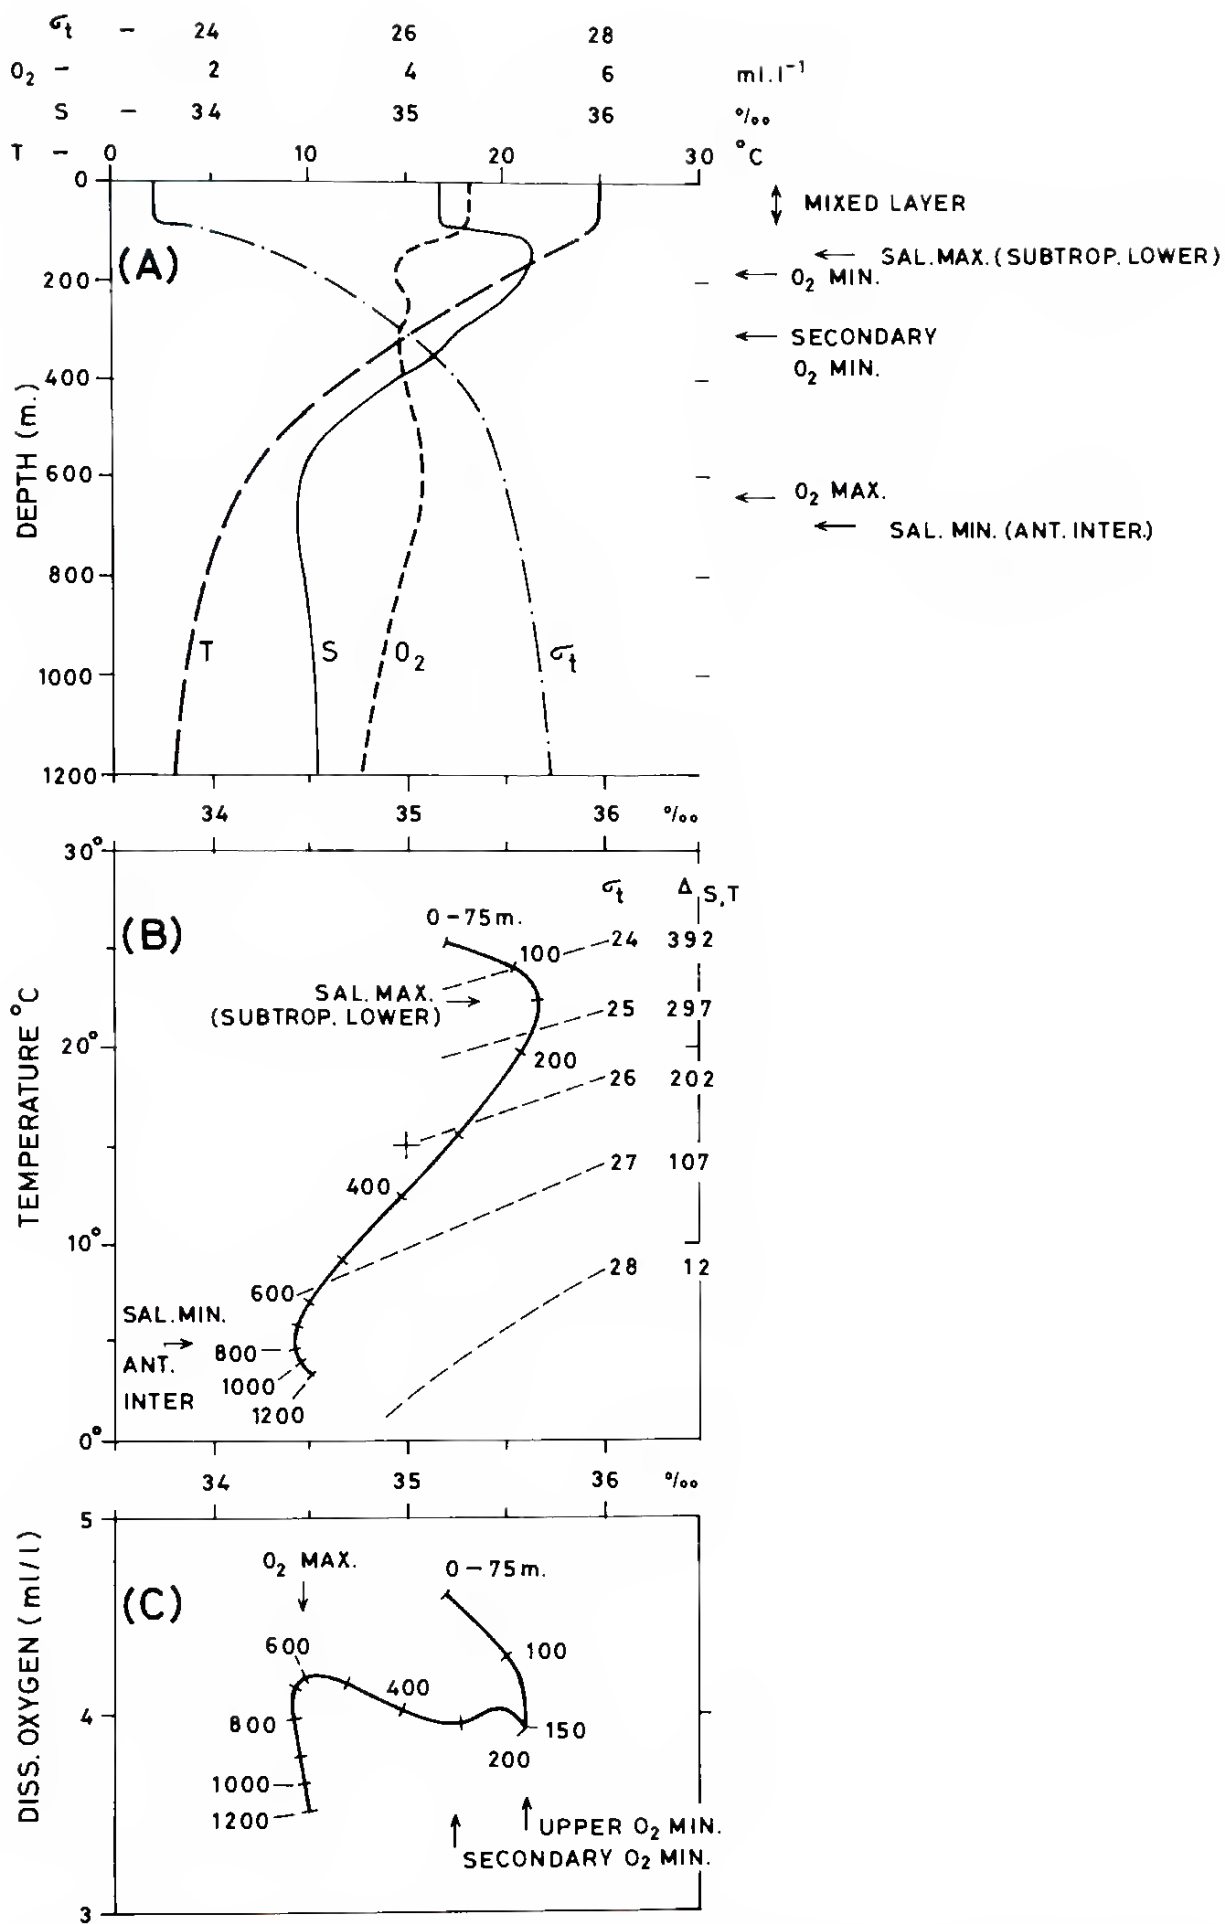 σt – 24 26 28
O2 – 2 4 6 ml.l⁻¹
S – 34 35 36 ‰
T – 0 10 20 30 °C
0
MIXED LAYER
(A)
SAL.MAX.(SUBTROP. LOWER)
200
O2 MIN.
SECONDARY
O2 MIN.
400
DEPTH (m.)
600
O2 MAX.
SAL. MIN. (ANT. INTER.)
800
T S O2 σt
1000
1200
34 35 36 ‰
30°
σt Δ S,T
(B)
0-75m.
100 24 392
SAL. MAX.
(SUBTROP. LOWER)
25 297
20°
200
26 202
TEMPERATURE °C
27 107
400
10°
28 12
600
SAL.MIN.
800
ANT.
1000
INTER
1200
0°
34 35 36 ‰
5
O2 MAX.
0-75m.
(C)
DISS. OXYGEN (ml/l)
600
100
400
4
800
150
200
1000
1200
UPPER O2 MIN.
SECONDARY O2 MIN.
3